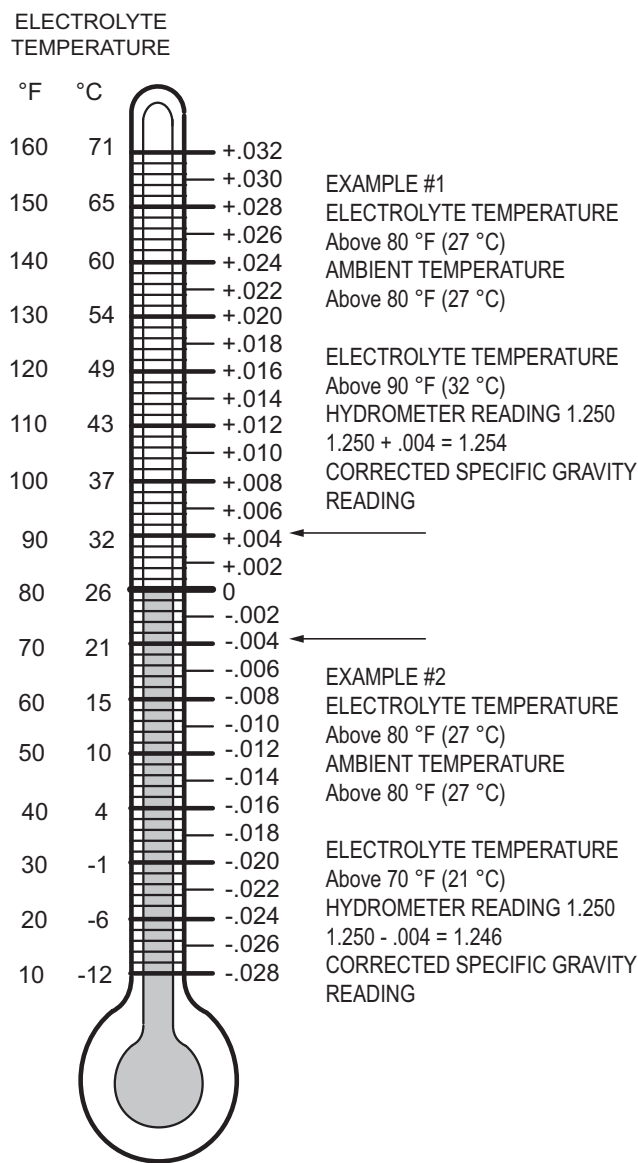 ELECTROLYTE
TEMPERATURE
°F °C
160 71 +.032
+.030
150 65 +.028
+.026
140 60 +.024
+.022
130 54 +.020
+.018
120 49 +.016
+.014
110 43 +.012
+.010
100 37 +.008
+.006
90 32 +.004
+.002
80 26 0
-.002
70 21 -.004
-.006
60 15 -.008
-.010
50 10 -.012
-.014
40 4 -.016
-.018
30 -1 -.020
-.022
20 -6 -.024
-.026
10 -12 -.028
EXAMPLE #1
ELECTROLYTE TEMPERATURE
Above 80 °F (27 °C)
AMBIENT TEMPERATURE
Above 80 °F (27 °C)
ELECTROLYTE TEMPERATURE
Above 90 °F (32 °C)
HYDROMETER READING 1.250
1.250 + .004 = 1.254
CORRECTED SPECIFIC GRAVITY
READING
EXAMPLE #2
ELECTROLYTE TEMPERATURE
Above 80 °F (27 °C)
AMBIENT TEMPERATURE
Above 80 °F (27 °C)
ELECTROLYTE TEMPERATURE
Above 70 °F (21 °C)
HYDROMETER READING 1.250
1.250 - .004 = 1.246
CORRECTED SPECIFIC GRAVITY
READING